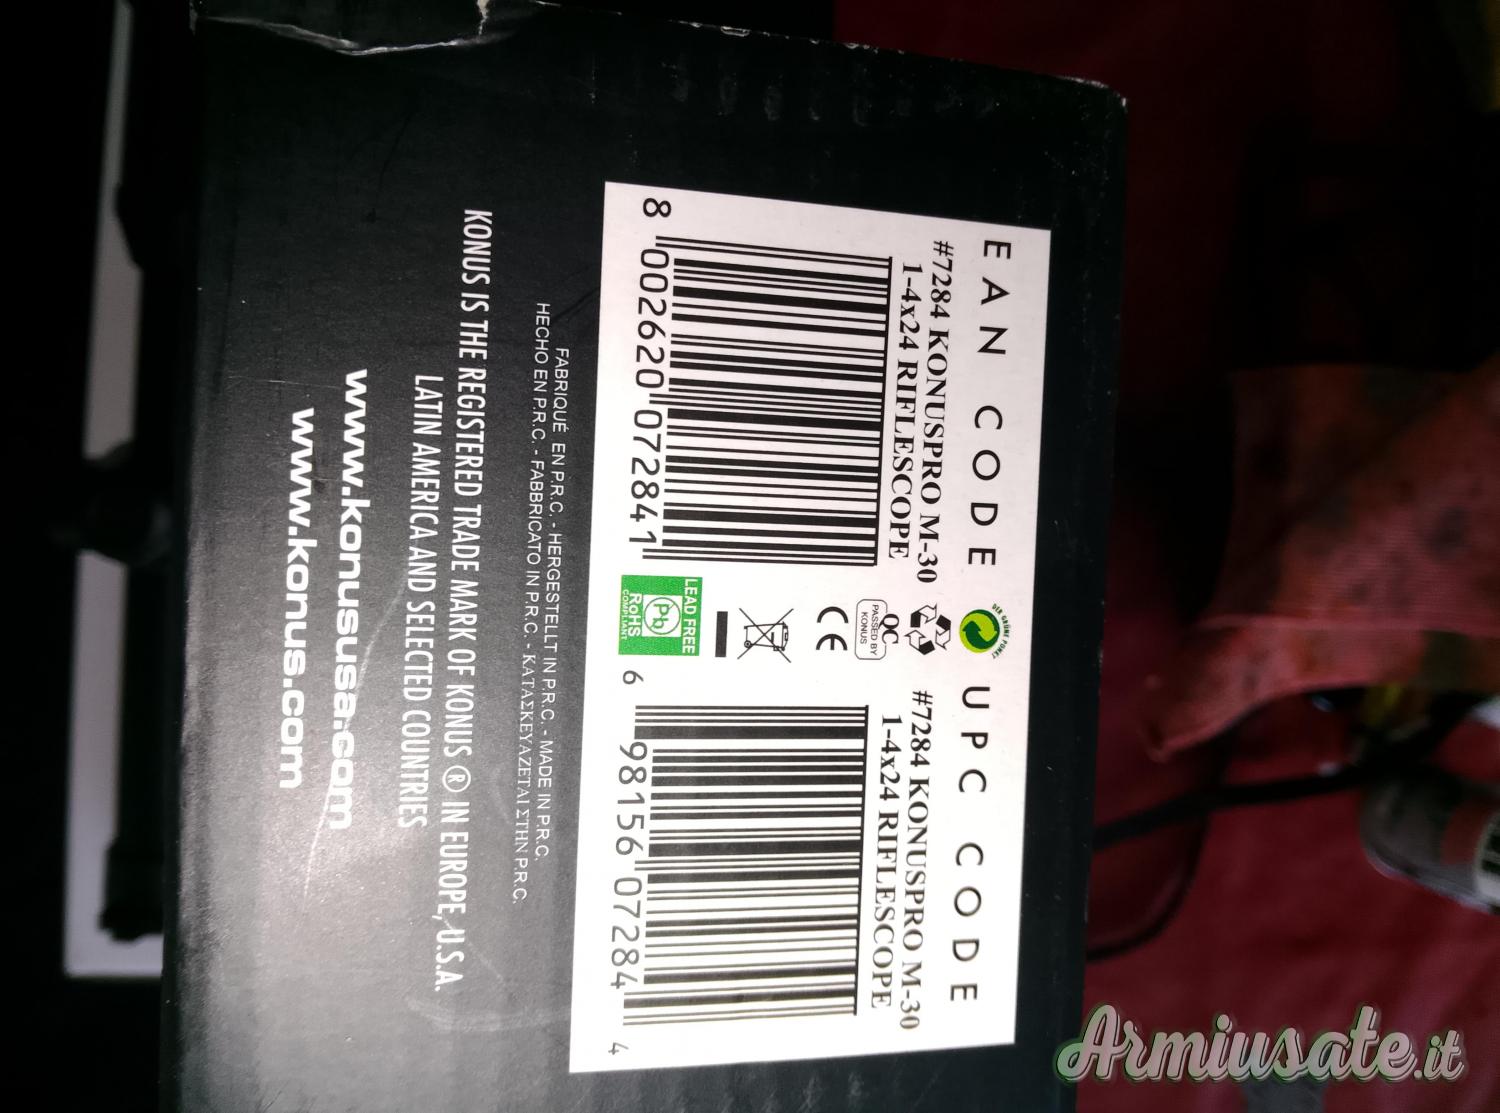 EAN CODE
#7284 KONUSPRO M-30
1-4x24 RIFLESCOPE
8 002620 072841
DER GRÜNE PUNKT
QC
PASSED BY
KONUS
CE
LEAD FREE
Pb
RoHS
COMPLIANT
UPC CODE
#7284 KONUSPRO M-30
1-4x24 RIFLESCOPE
6 98156 07284 4
FABRIQUÉ EN P.R.C. - HERGESTELLT IN P.R.C. - MADE IN P.R.C.
HECHO EN P.R.C. - FABBRICATO IN P.R.C. - ΚΑΤΑΣΚΕΥΑΖΕΤΑΙ ΣΤΗΝ P.R.C.
KONUS IS THE REGISTERED TRADE MARK OF KONUS ® IN EUROPE, U.S.A.
LATIN AMERICA AND SELECTED COUNTRIES
www.konususa.com
www.konus.com
Armiusate.it